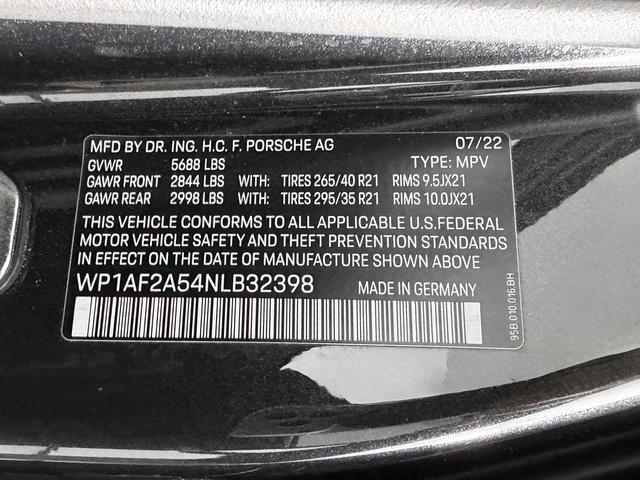 MFD BY DR. ING. H.C. F. PORSCHE AG 07/22
GVWR 5688 LBS TYPE: MPV
GAWR FRONT 2844 LBS WITH: TIRES 265/40 R21 RIMS 9.5JX21
GAWR REAR 2998 LBS WITH: TIRES 295/35 R21 RIMS 10.0JX21
THIS VEHICLE CONFORMS TO ALL APPLICABLE U.S.FEDERAL
MOTOR VEHICLE SAFETY AND THEFT PREVENTION STANDARDS
IN EFFECT ON THE DATE OF MANUFACTURE SHOWN ABOVE
WP1AF2A54NLB32398 MADE IN GERMANY
95B 010 016 BH